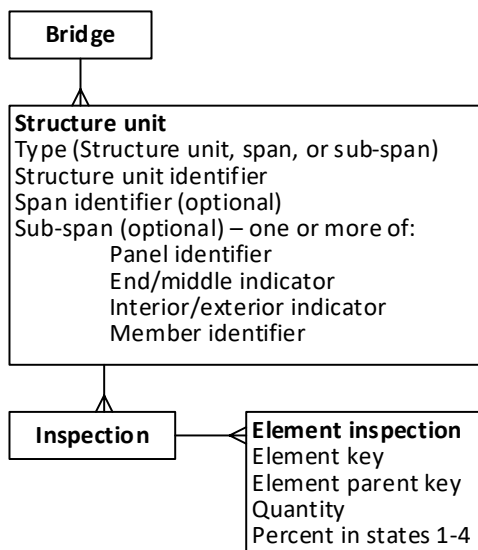 Bridge
Structure unit
Type (Structure unit, span, or sub-span)
Structure unit identifier
Span identifier (optional)
Sub-span (optional) – one or more of:
Panel identifier
End/middle indicator
Interior/exterior indicator
Member identifier
Inspection
Element inspection
Element key
Element parent key
Quantity
Percent in states 1-4